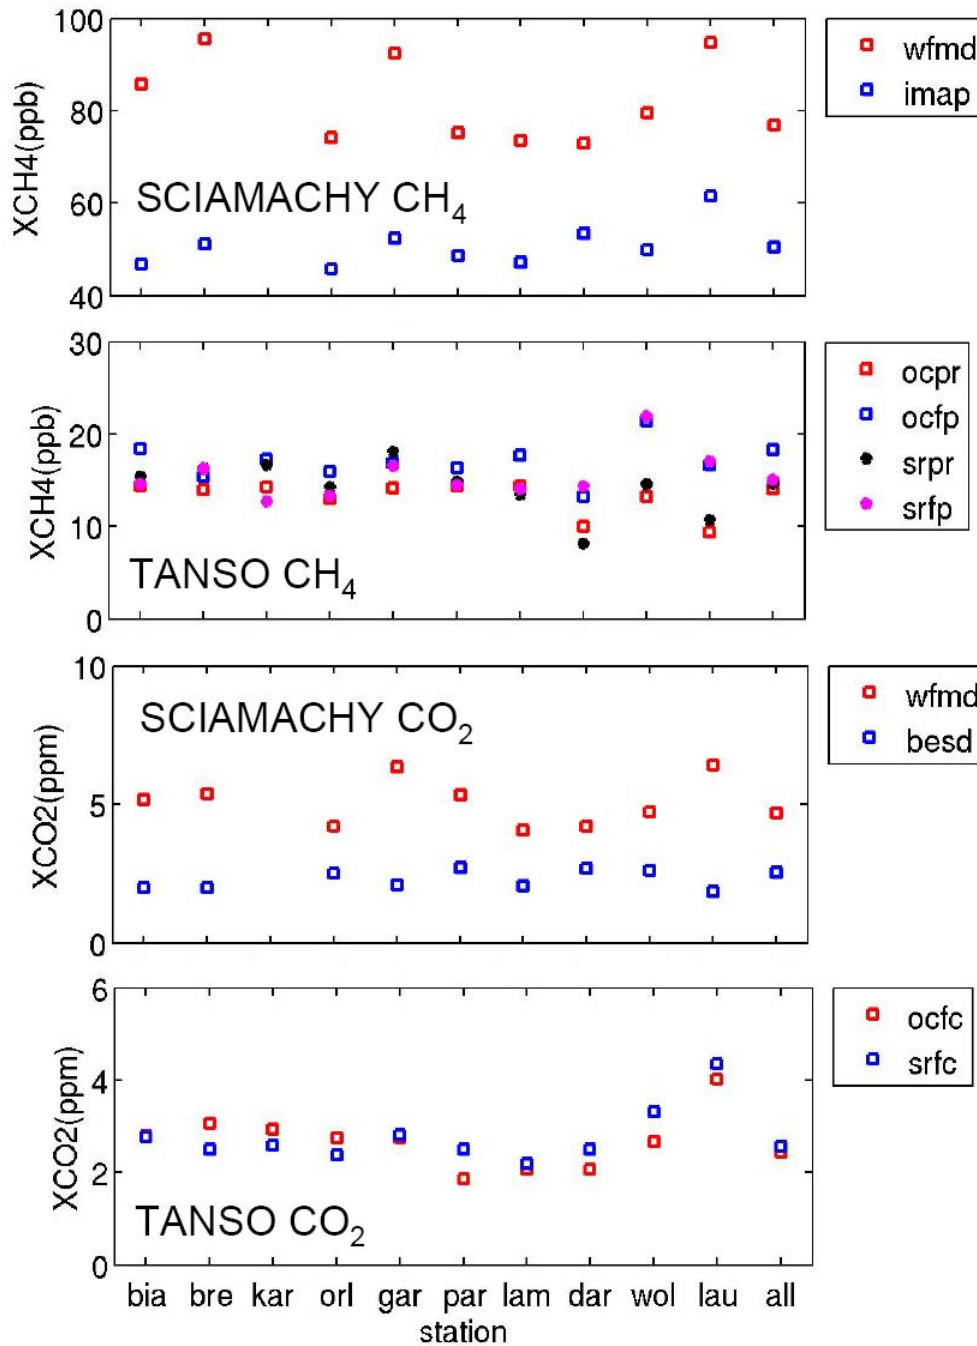 100
80
60
40
XCH4(ppb)
SCIAMACHY CH4
wfmd
imap
30
20
10
0
XCH4(ppb)
TANSO CH4
ocpr
ocfp
srpr
srfp
10
5
0
XCO2(ppm)
SCIAMACHY CO2
wfmd
besd
6
4
2
0
XCO2(ppm)
TANSO CO2
ocfc
srfc
bia bre kar orl gar par lam dar wol lau all
station